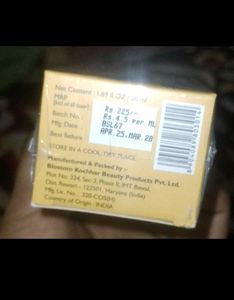 Net Content : 1.69 fl.OZ / 50 ml
MRP Rs.225/-
(Incl. of all taxes) Rs.4.5 per ML
Batch No. : BSL67
Mfg. Date :
Best Before APR.25.MAR.28
STORE IN A COOL, DRY PLACE
Manufactured & Packed by -
Blossom Kochhar Beauty Products Pvt. Ltd.
Plot No. 334, Sec-3, Phase II, IMT Bawal,
Dist. Rewari - 123501, Haryana (India)
Mfg. Lic. No. : 320-COS(H)
Country of Origin : INDIA